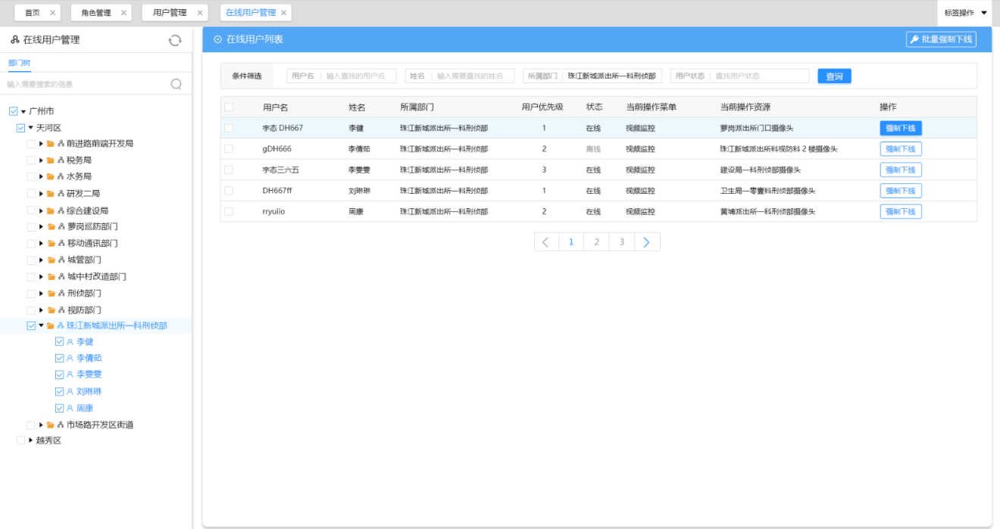 首页 角色管理 用户管理 在线用户管理 标签操作
在线用户管理
部门树
输入需要搜索的信息
广州市
天河区
前进路前端开发局
税务局
水务局
研发二局
综合建设局
萝岗巡防部门
移动通讯部门
城管部门
城中村改造部门
刑侦部门
视防部门
珠江新城派出所一科刑侦部
李健
李倩茹
李雯雯
刘琳琳
周康
市场路开发区街道
越秀区
在线用户列表 批量强制下线
条件筛选 用户名 输入查找的用户名 姓名 输入需要查找的姓名 所属部门 珠江新城派出所一科刑侦部 用户状态 查找用户状态 查询
用户名 姓名 所属部门 用户优先级 状态 当前操作菜单 当前操作资源 操作
宇态 DH667 李健 珠江新城派出所一科刑侦部 1 在线 视频监控 萝岗派出所门口摄像头 强制下线
gDH666 李倩茹 珠江新城派出所一科刑侦部 2 离线 视频监控 珠江新城派出所科视防科 2 楼摄像头 强制下线
宇态三六五 李雯雯 珠江新城派出所一科刑侦部 3 在线 视频监控 建设局一科刑侦部摄像头 强制下线
DH667ff 刘琳琳 珠江新城派出所一科刑侦部 1 在线 视频监控 卫生局一零壹科刑侦部摄像头 强制下线
rryuiio 周康 珠江新城派出所一科刑侦部 2 在线 视频监控 黄埔派出所一科刑侦部摄像头 强制下线
1 2 3